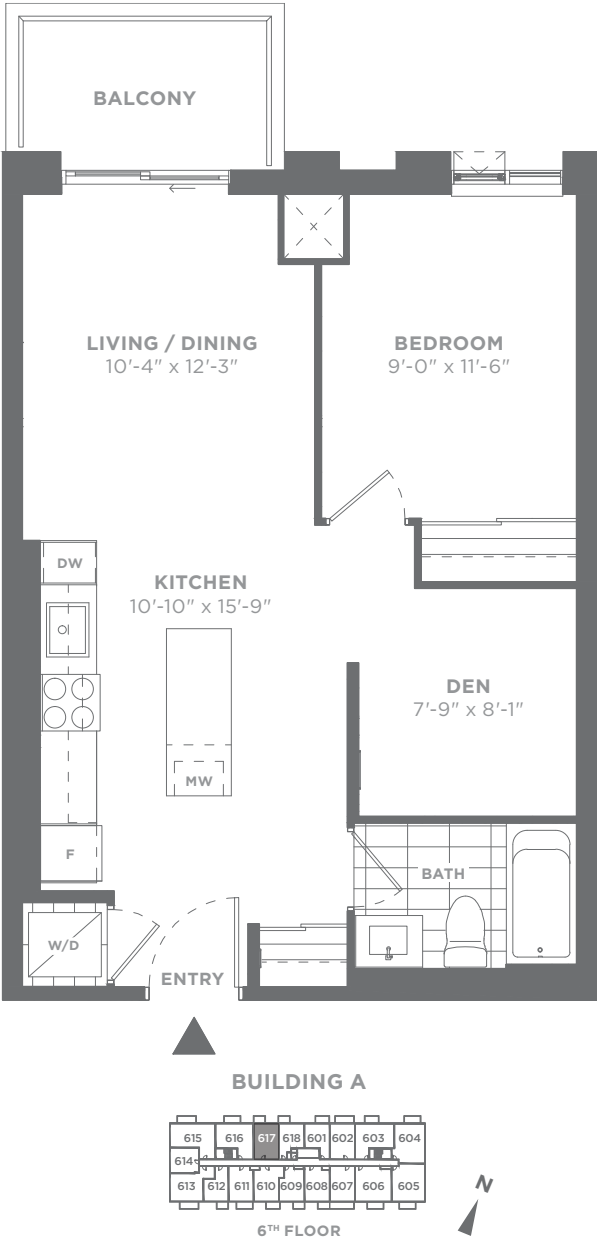 BALCONY
LIVING / DINING
10'-4" x 12'-3"
BEDROOM
9'-0" x 11'-6"
DW
KITCHEN
10'-10" x 15'-9"
DEN
7'-9" x 8'-1"
MW
F
BATH
W/D
ENTRY
BUILDING A
615 616 617 618 601 602 603 604
614
613 612 611 610 609 608 607 606 605
6TH FLOOR
N